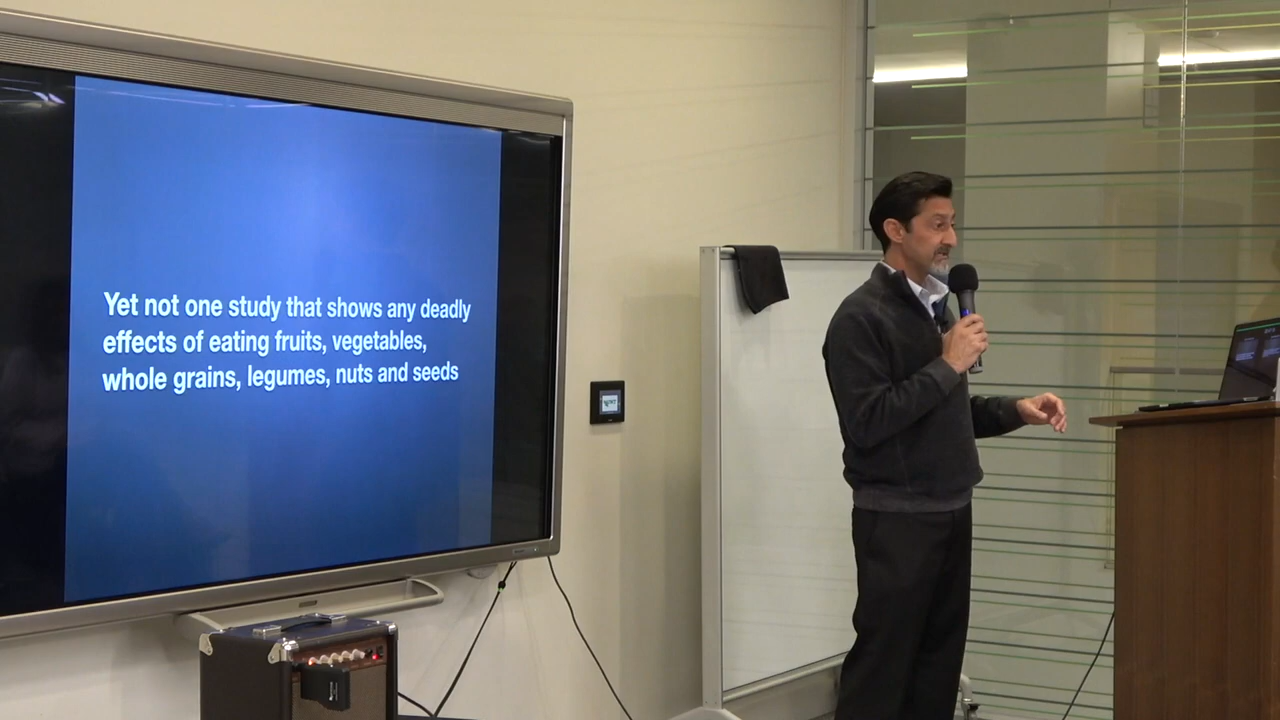 Yet not one study that shows any deadly
effects of eating fruits, vegetables,
whole grains, legumes, nuts and seeds